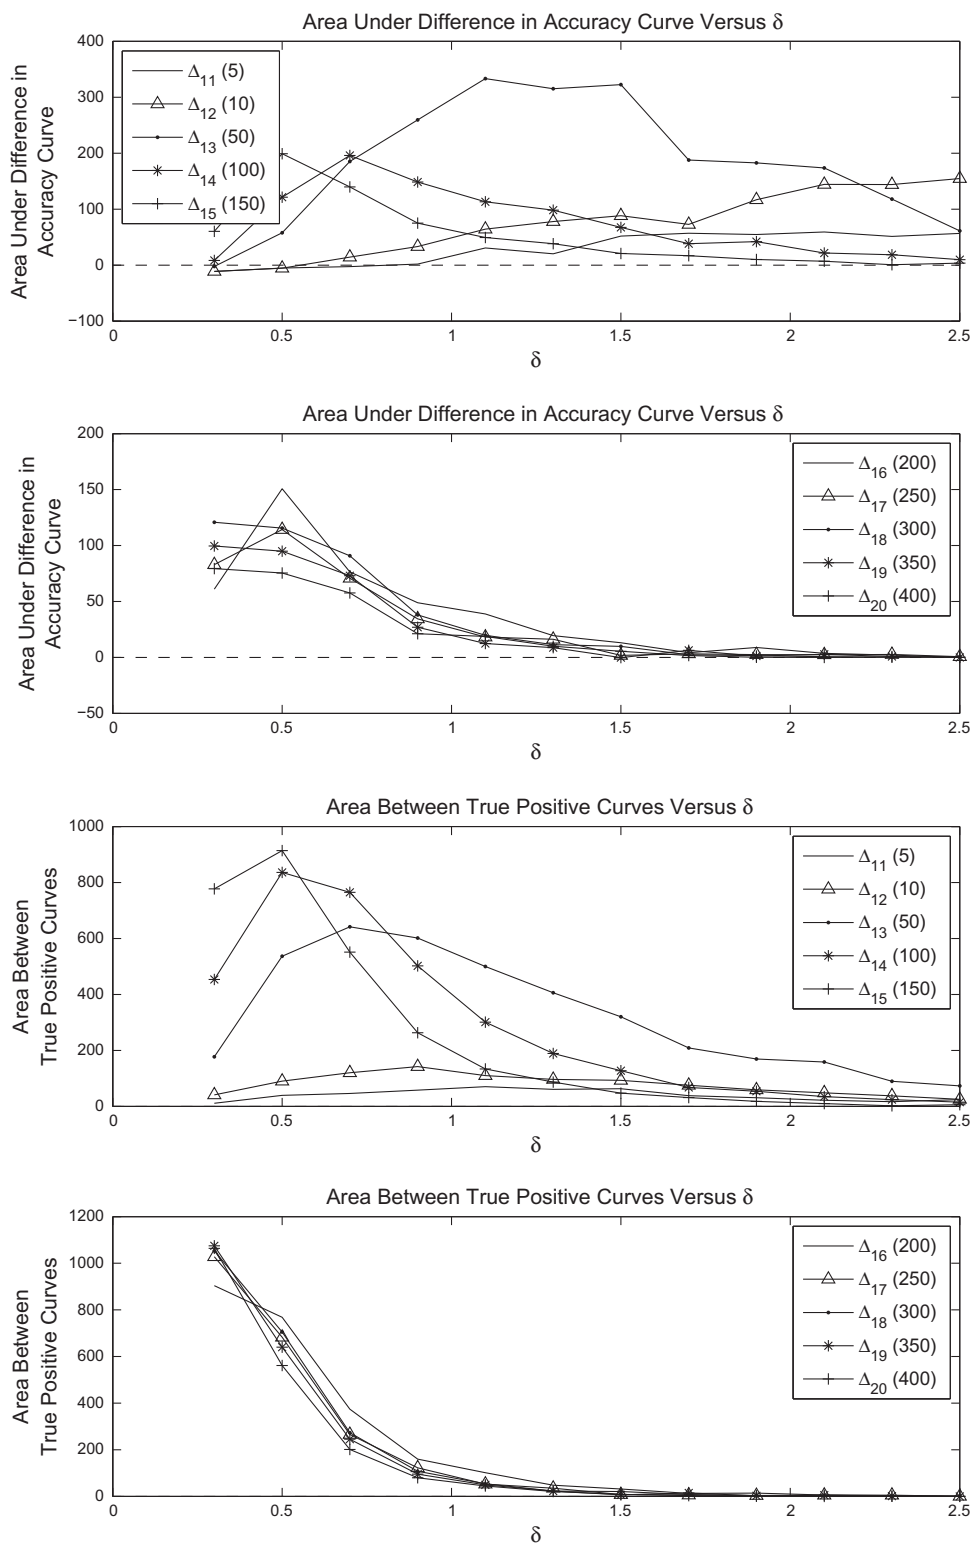 Area Under Difference in Accuracy Curve Versus δ
Area Under Difference in
Accuracy Curve
400
300
200
100
0
−100
Δ11 (5)
Δ12 (10)
Δ13 (50)
Δ14 (100)
Δ15 (150)
0 0.5 1 1.5 2 2.5
δ
Area Under Difference in Accuracy Curve Versus δ
Area Under Difference in
Accuracy Curve
200
150
100
50
0
−50
Δ16 (200)
Δ17 (250)
Δ18 (300)
Δ19 (350)
Δ20 (400)
0 0.5 1 1.5 2 2.5
δ
Area Between True Positive Curves Versus δ
Area Between
True Positive Curves
1000
800
600
400
200
0
Δ11 (5)
Δ12 (10)
Δ13 (50)
Δ14 (100)
Δ15 (150)
0 0.5 1 1.5 2 2.5
δ
Area Between True Positive Curves Versus δ
Area Between
True Positive Curves
1200
1000
800
600
400
200
0
Δ16 (200)
Δ17 (250)
Δ18 (300)
Δ19 (350)
Δ20 (400)
0 0.5 1 1.5 2 2.5
δ